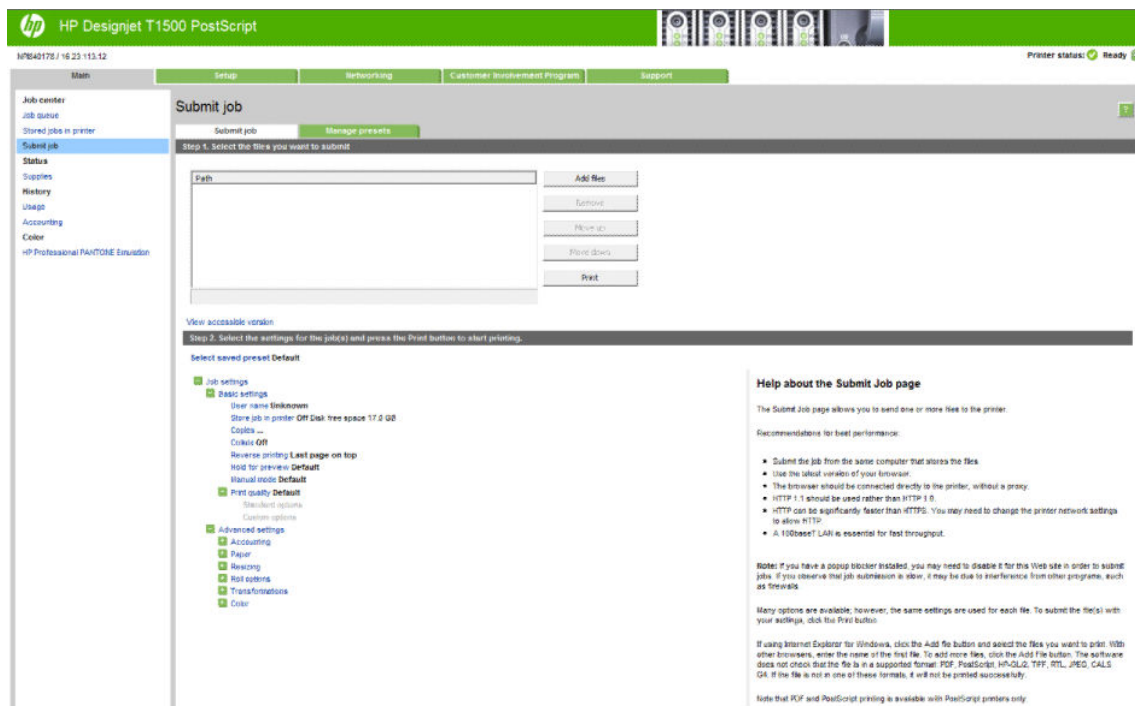 hp HP Designjet T1500 PostScript
NPI840178 / 16.23.113.12
Printer status: Ready
Main Setup Networking Customer Involvement Program Support
Job center
Job queue
Stored jobs in printer
Submit job
Status
Supplies
History
Usage
Accounting
Color
HP Professional PANTONE Emulation
Submit job
?
Submit job Manage presets
Step 1. Select the files you want to submit
Path
Add files
Remove
Move up
Move down
Print
View accessible version
Step 2. Select the settings for the job(s) and press the Print button to start printing.
Select saved preset Default
Job settings
Basic settings
User name Unknown
Store job in printer Off Disk free space 17.0 GB
Copies ...
Collate Off
Reverse printing Last page on top
Hold for preview Default
Manual mode Default
Print quality Default
Standard options
Custom options
Advanced settings
Accounting
Paper
Resizing
Roll options
Transformations
Color
Help about the Submit Job page
The Submit Job page allows you to send one or more files to the printer.
Recommendations for best performance:
• Submit the job from the same computer that stores the files.
• Use the latest version of your browser.
• The browser should be connected directly to the printer, without a proxy.
• HTTP 1.1 should be used rather than HTTP 1.0.
• HTTP can be significantly faster than HTTPS. You may need to change the printer network settings
to allow HTTP.
• A 100baseT LAN is essential for fast throughput.
Note: If you have a popup blocker installed, you may need to disable it for this Web site in order to submit
jobs. If you observe that job submission is slow, it may be due to interference from other programs, such
as firewalls.
Many options are available; however, the same settings are used for each file. To submit the file(s) with
your settings, click the Print button.
If using Internet Explorer for Windows, click the Add file button and select the files you want to print. With
other browsers, enter the name of the first file. To add more files, click the Add File button. The software
does not check that the file is in a supported format: PDF, PostScript, HP-GL/2, TIFF, RTL, JPEG, CALS
G4. If the file is not in one of these formats, it will not be printed successfully.
Note that PDF and PostScript printing is available with PostScript printers only